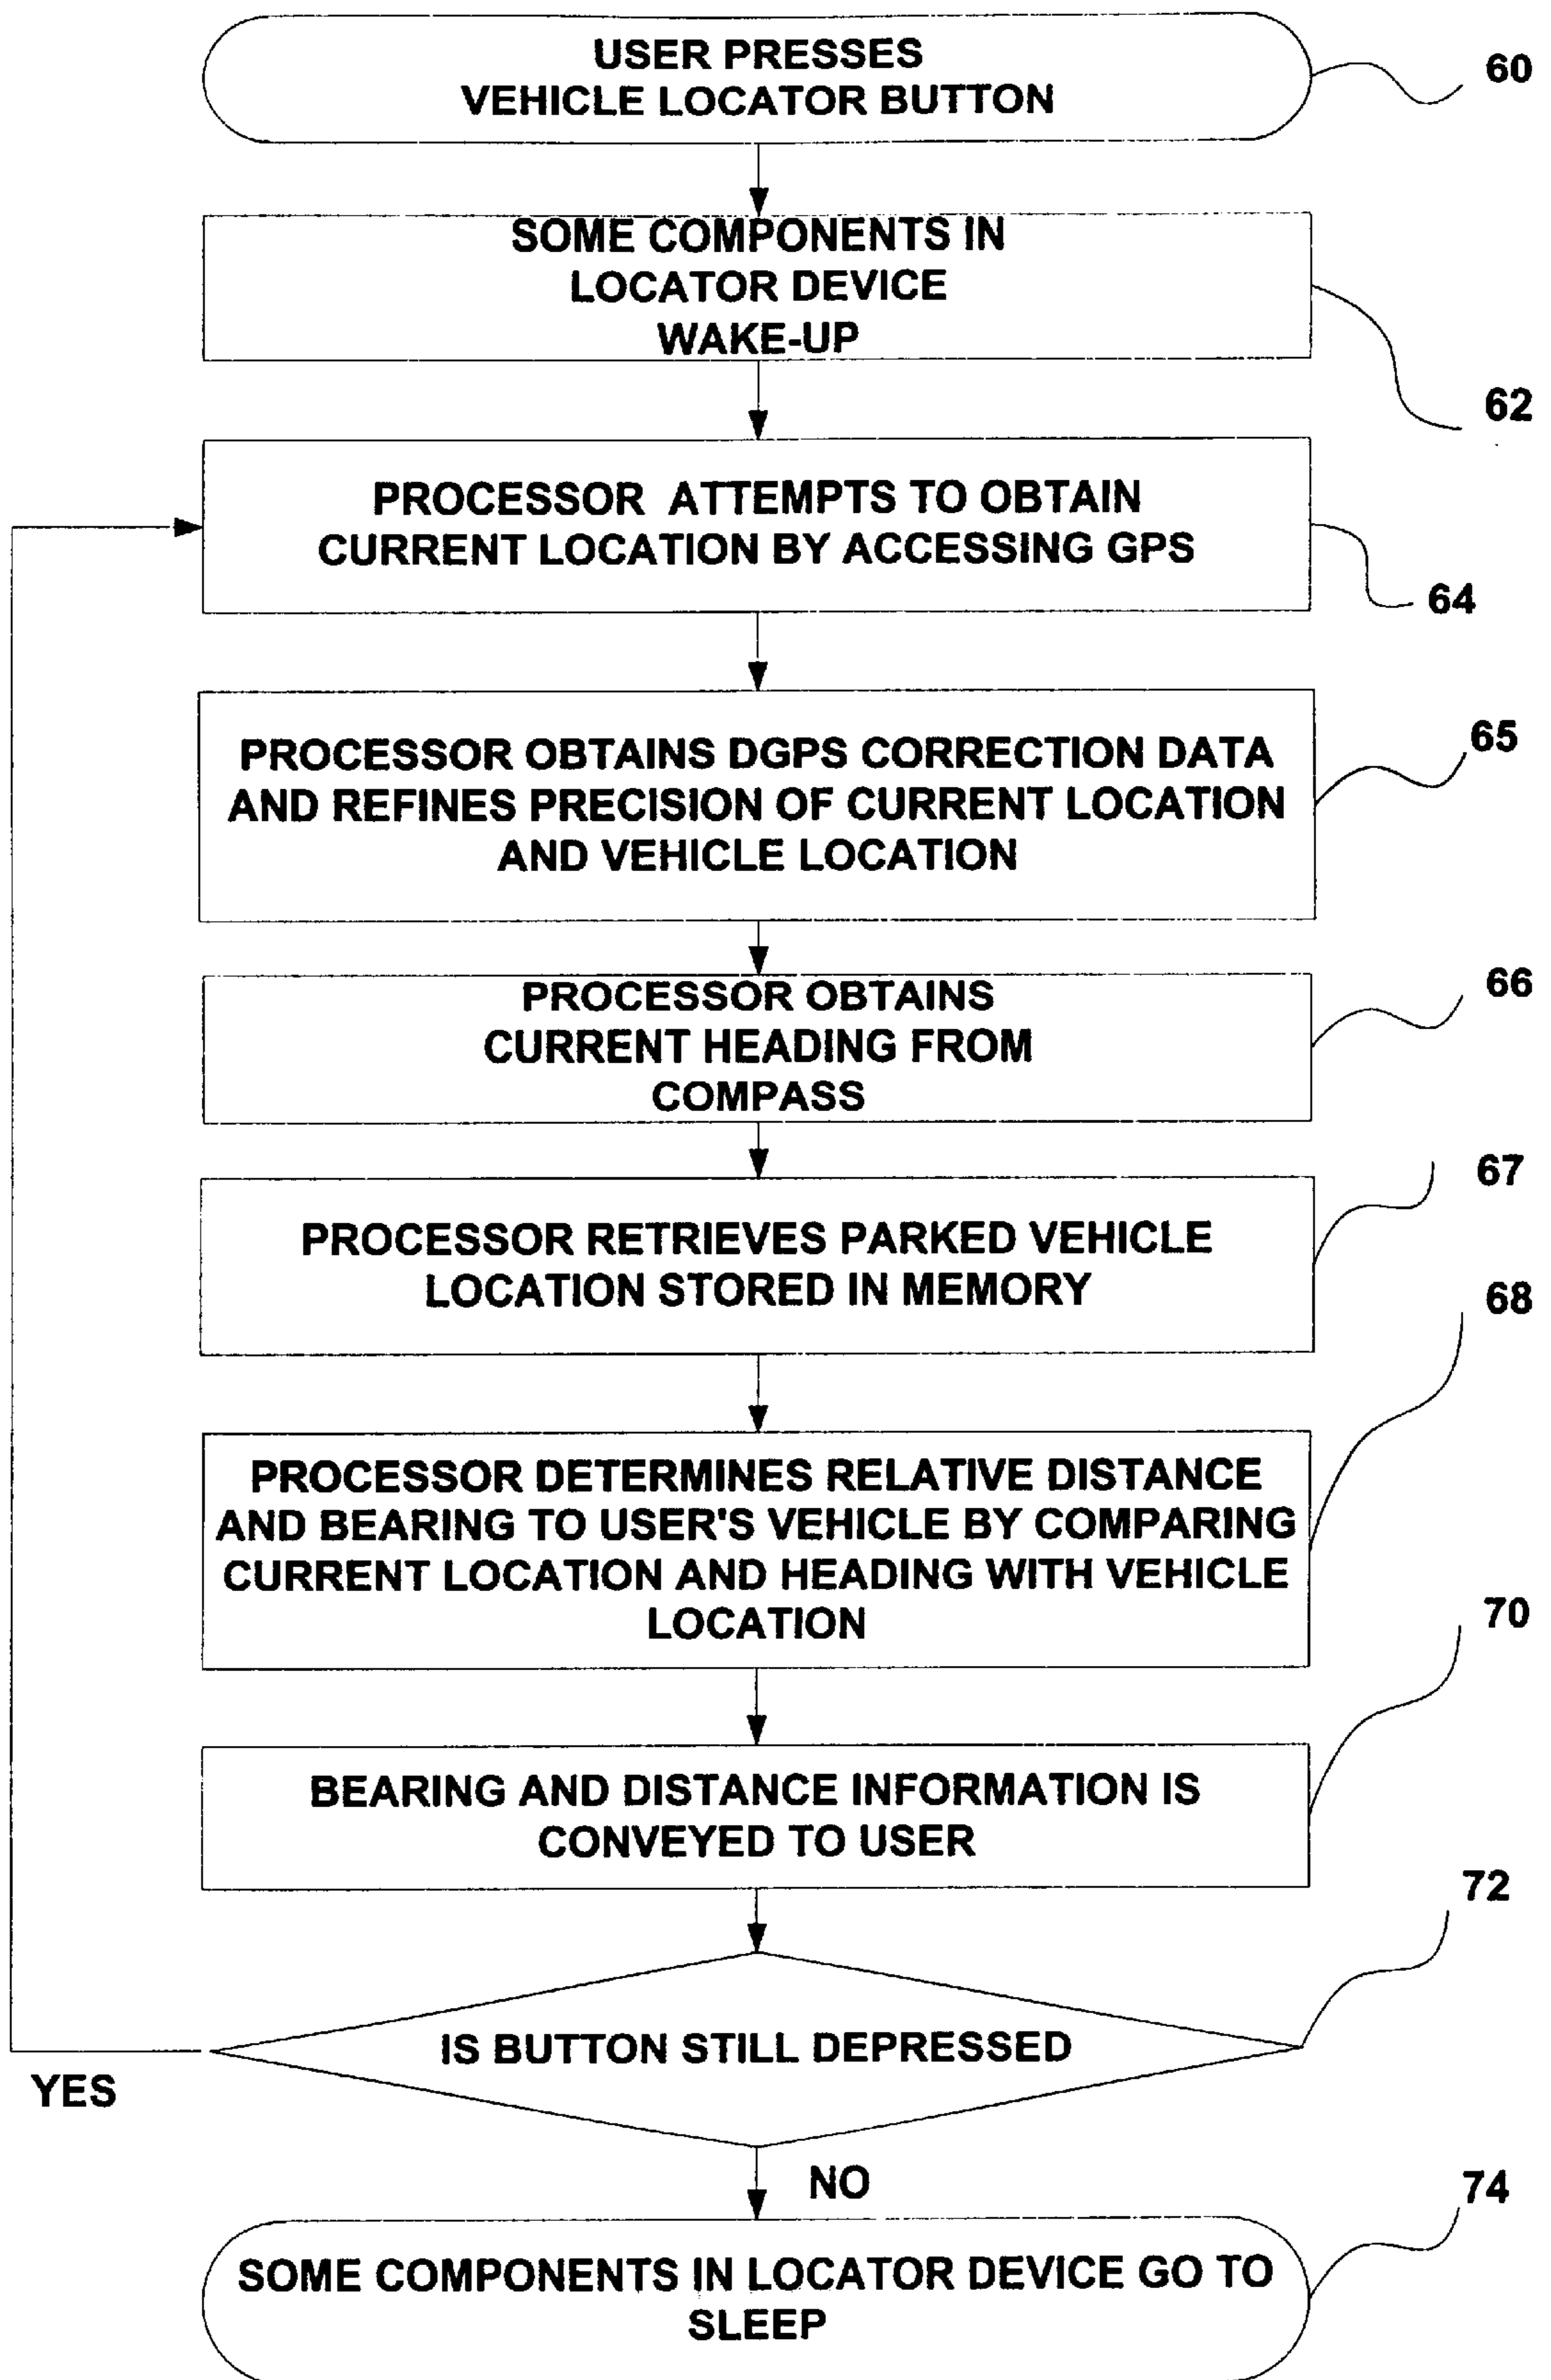 USER PRESSES
VEHICLE LOCATOR BUTTON
60
SOME COMPONENTS IN
LOCATOR DEVICE
WAKE-UP
62
PROCESSOR ATTEMPTS TO OBTAIN
CURRENT LOCATION BY ACCESSING GPS
64
PROCESSOR OBTAINS DGPS CORRECTION DATA
AND REFINES PRECISION OF CURRENT LOCATION
AND VEHICLE LOCATION
65
PROCESSOR OBTAINS
CURRENT HEADING FROM
COMPASS
66
PROCESSOR RETRIEVES PARKED VEHICLE
LOCATION STORED IN MEMORY
67
PROCESSOR DETERMINES RELATIVE DISTANCE
AND BEARING TO USER'S VEHICLE BY COMPARING
CURRENT LOCATION AND HEADING WITH VEHICLE
LOCATION
68
BEARING AND DISTANCE INFORMATION IS
CONVEYED TO USER
70
IS BUTTON STILL DEPRESSED
72
YES
NO
SOME COMPONENTS IN LOCATOR DEVICE GO TO
SLEEP
74